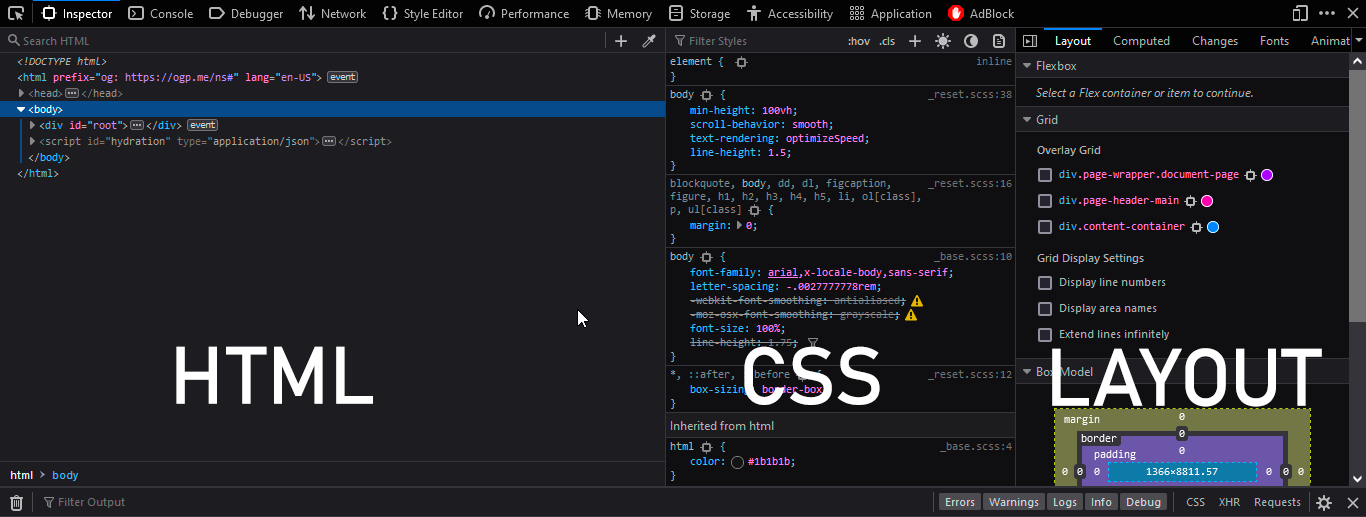 Inspector Console Debugger Network Style Editor Performance Memory Storage Accessibility Application AdBlock
Search HTML
<!DOCTYPE html>
<html prefix="og: https://ogp.me/ns#" lang="en-US"> event
<head> </head>
<body>
<div id="root"> </div> event
<script id="hydration" type="application/json"> </script>
</body>
</html>
HTML
html > body
Filter Styles :hov .cls +
element { inline
}
body { _reset.scss:38
min-height: 100vh;
scroll-behavior: smooth;
text-rendering: optimizeSpeed;
line-height: 1.5;
}
blockquote, body, dd, dl, figcaption, _reset.scss:16
figure, h1, h2, h3, h4, h5, li, ol[class],
p, ul[class] {
margin: 0;
}
body { _base.scss:10
font-family: arial,x-locale-body,sans-serif;
letter-spacing: -.0027777778rem;
-webkit-font-smoothing: antialiased;
-moz-osx-font-smoothing: grayscale;
font-size: 100%;
line-height: 1.75;
}
*, ::after, before { _reset.scss:12
box-sizing border-box
}
CSS
Inherited from html
html { _base.scss:4
color: #1b1b1b;
}
Layout Computed Changes Fonts Animat
Flexbox
Select a Flex container or item to continue.
Grid
Overlay Grid
div.page-wrapper.document-page
div.page-header-main
div.content-container
Grid Display Settings
Display line numbers
Display area names
Extend lines infinitely
Box Model
LAYOUT
margin 0
border 0
padding 0
0 0 0 1366×8811.57 0 0 0
Filter Output Errors Warnings Logs Info Debug CSS XHR Requests